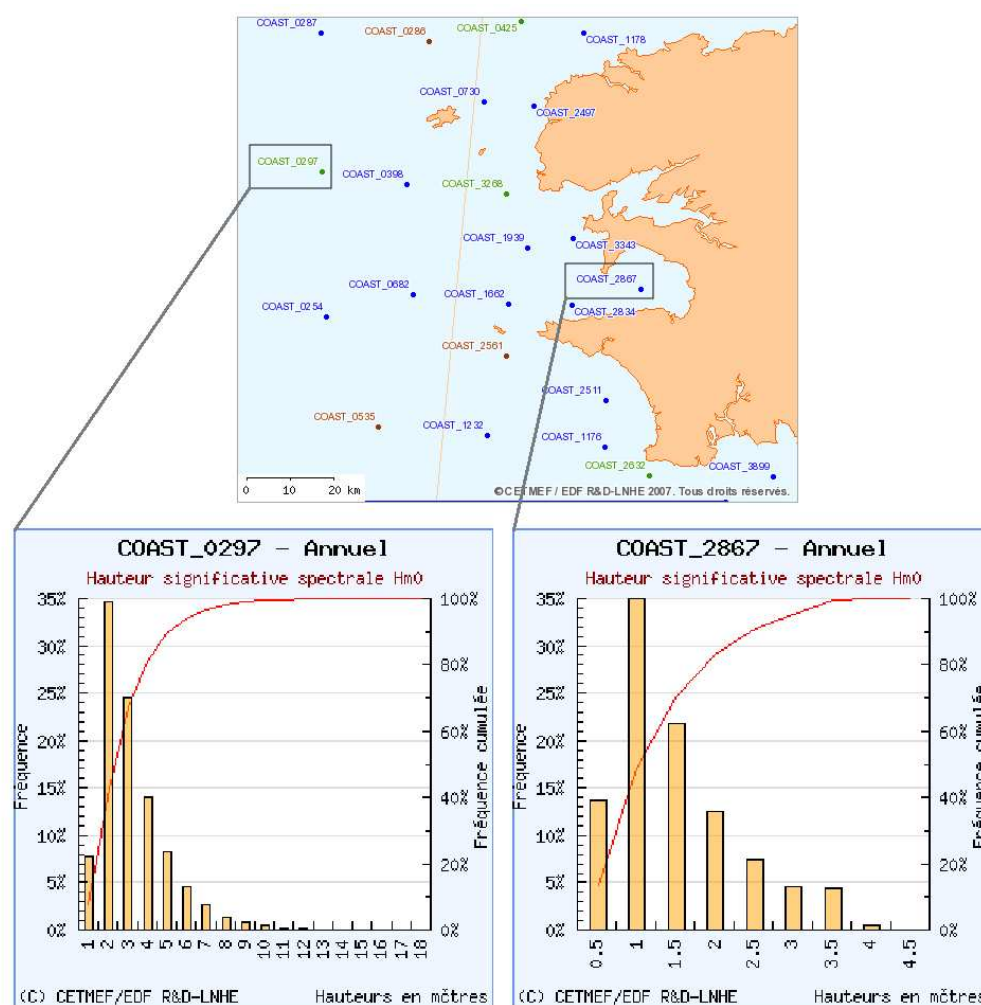 COAST_0287
COAST_0286
COAST_0425
COAST_1178
COAST_0730
COAST_2497
COAST_0297
COAST_0398
COAST_3268
COAST_1939
COAST_3343
COAST_2867
COAST_0682
COAST_1662
COAST_0254
COAST_2834
COAST_2561
COAST_2511
COAST_0535
COAST_1232
COAST_1176
COAST_2632
COAST_3899
0 10 20 km
©CETMEF / EDF R&D-LNHE 2007. Tous droits réservés.
COAST_0297 - Annuel
Hauteur significative spectrale Hm0
35%
30%
25%
20%
15%
10%
5%
0%
Fréquence
100%
80%
60%
40%
20%
0%
Fréquence cumulée
1 2 3 4 5 6 7 8 9 10 11 12 13 14 15 16 17 18
(C) CETMEF/EDF R&D-LNHE Hauteurs en mčtres
COAST_2867 - Annuel
Hauteur significative spectrale Hm0
35%
30%
25%
20%
15%
10%
5%
0%
Fréquence
100%
80%
60%
40%
20%
0%
Fréquence cumulée
0.5 1 1.5 2 2.5 3 3.5 4 4.5
(C) CETMEF/EDF R&D-LNHE Hauteurs en mčtres